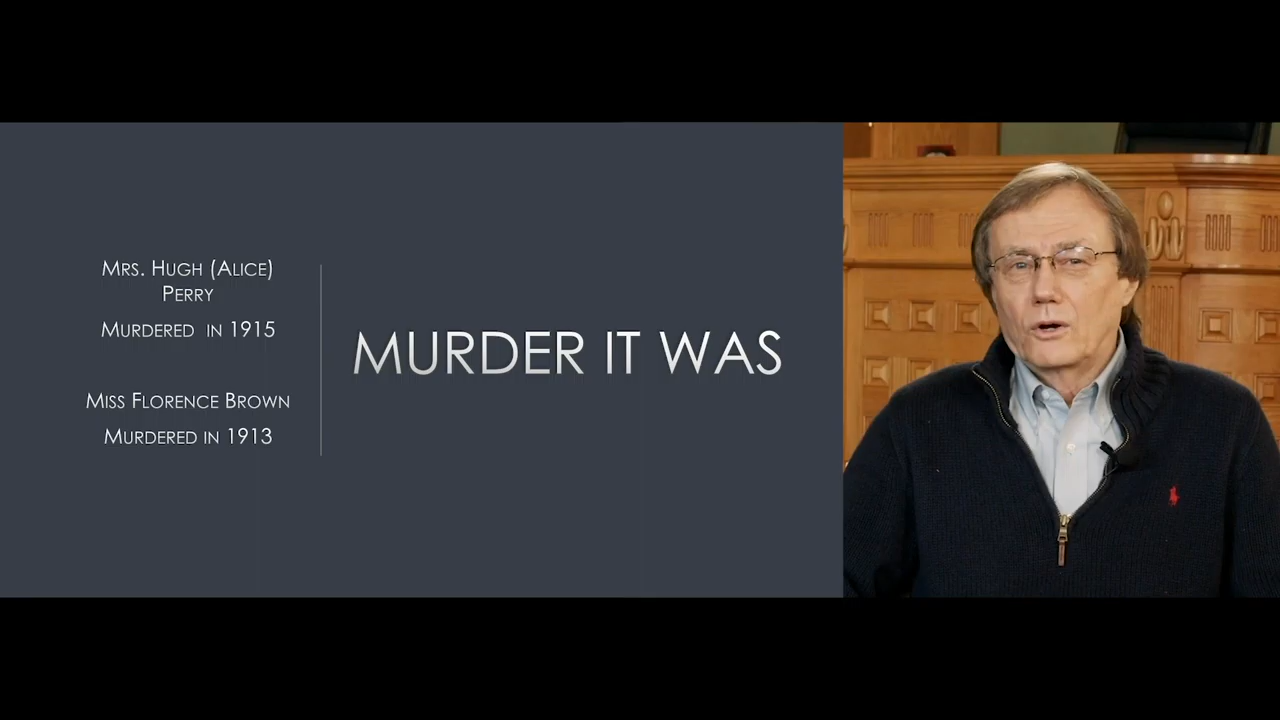 Mrs. Hugh (Alice)
Perry
Murdered in 1915
Miss Florence Brown
Murdered in 1913
MURDER IT WAS